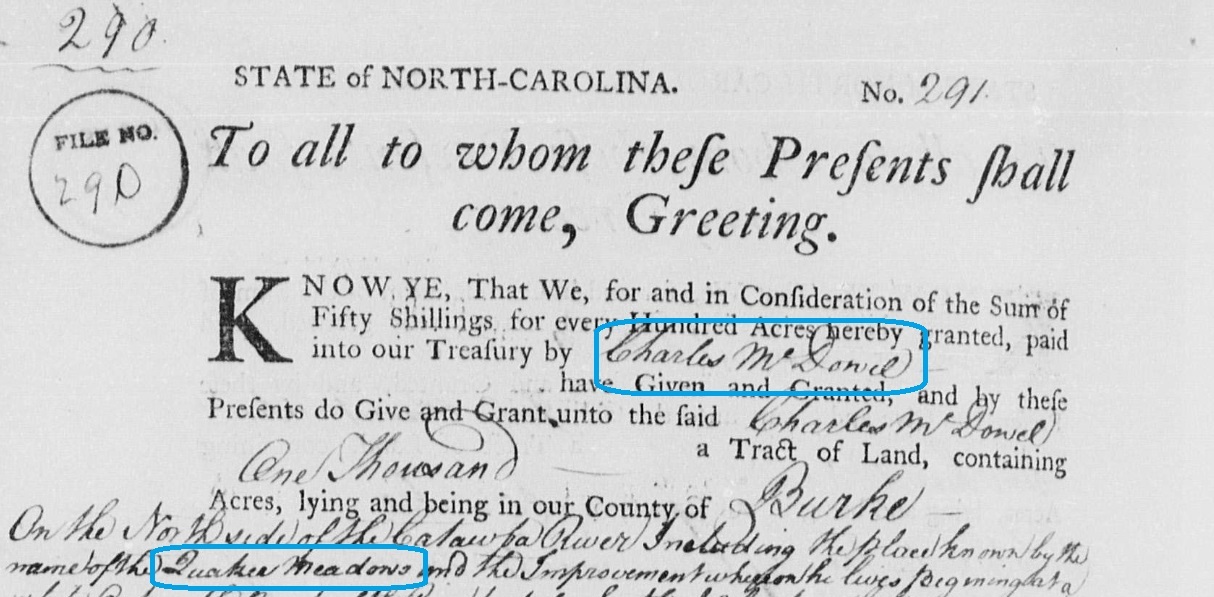 290.
STATE of NORTH-CAROLINA.
No. 291.
FILE NO.
290
To all to whom theſe Preſents ſhall
come, Greeting.
KNOW YE, That We, for and in Conſideration of the Sum of
Fifty Shillings for every Hundred Acres hereby granted, paid
into our Treaſury by Charles McDowel
have Given and Granted, and by theſe
Preſents do Give and Grant unto the ſaid Charles McDowel
One Thousand a Tract of Land, containing
Acres, lying and being in our County of Burke
On the North side of the Catawba River Including the place known by the
name of the Quaker Meadows and the Improvement whereon he lives Begining at a